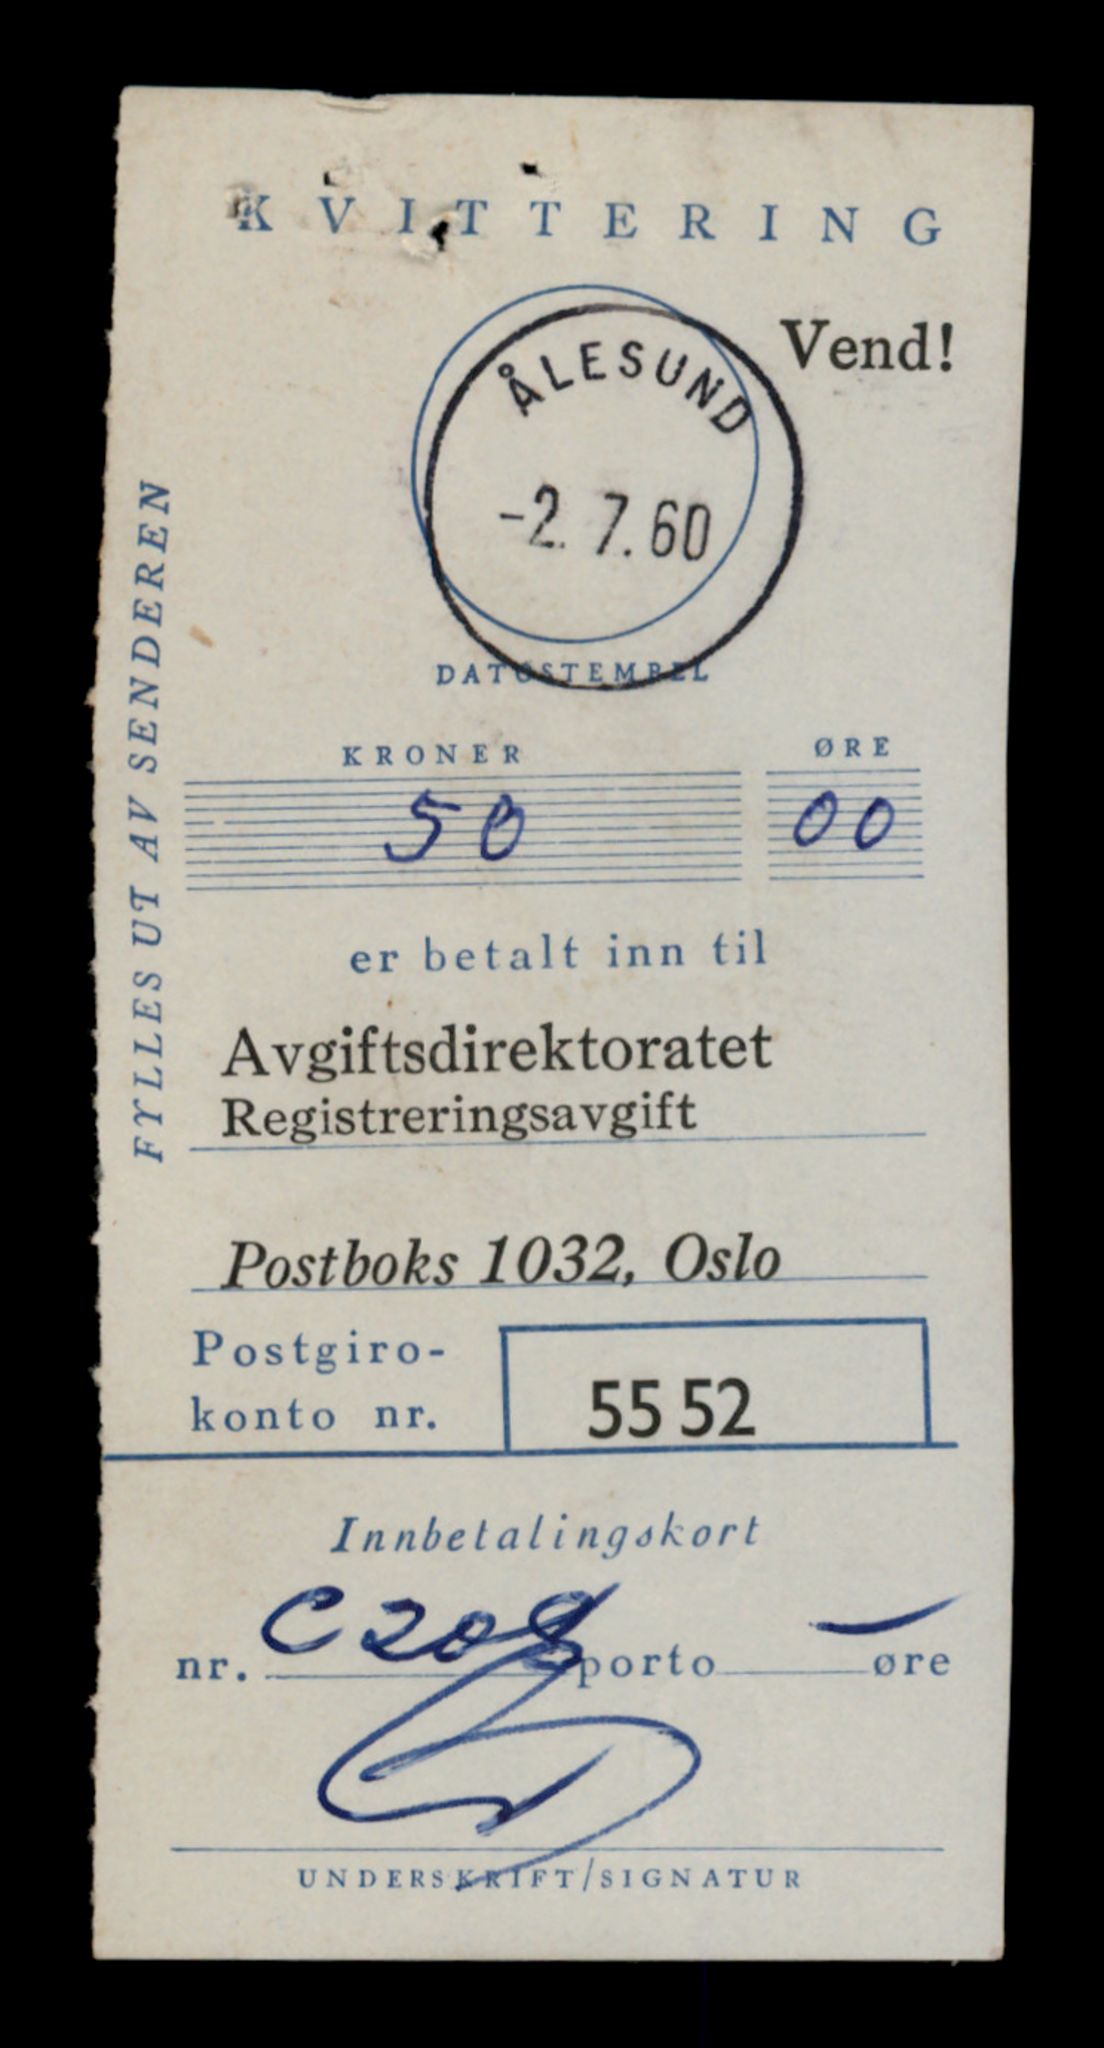 KVITTERING
Vend!
ÅLESUND
-2. 7. 60
DATOSTEMPEL
FYLLES UT AV SENDEREN
KRONER ØRE
50 00
er betalt inn til
Avgiftsdirektoratet
Registreringsavgift
Postboks 1032, Oslo
Postgiro-
konto nr. 55 52
Innbetalingskort
nr. C208 porto — øre
UNDERSKRIFT/SIGNATUR